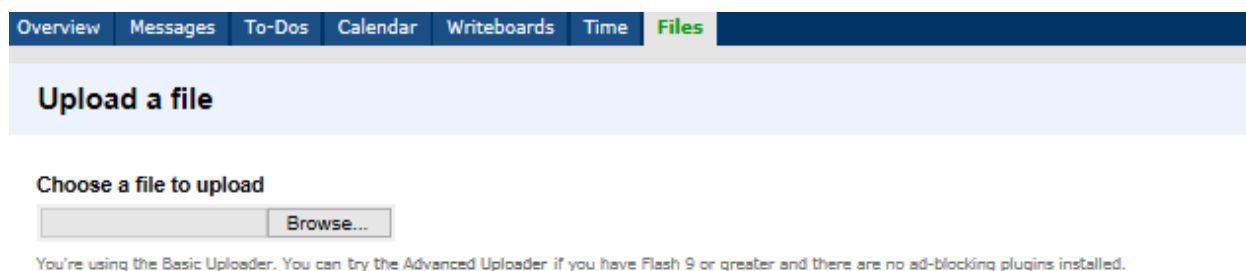 Overview Messages To-Dos Calendar Writeboards Time Files
Upload a file
Choose a file to upload
Browse...
You're using the Basic Uploader. You can try the Advanced Uploader if you have Flash 9 or greater and there are no ad-blocking plugins installed.